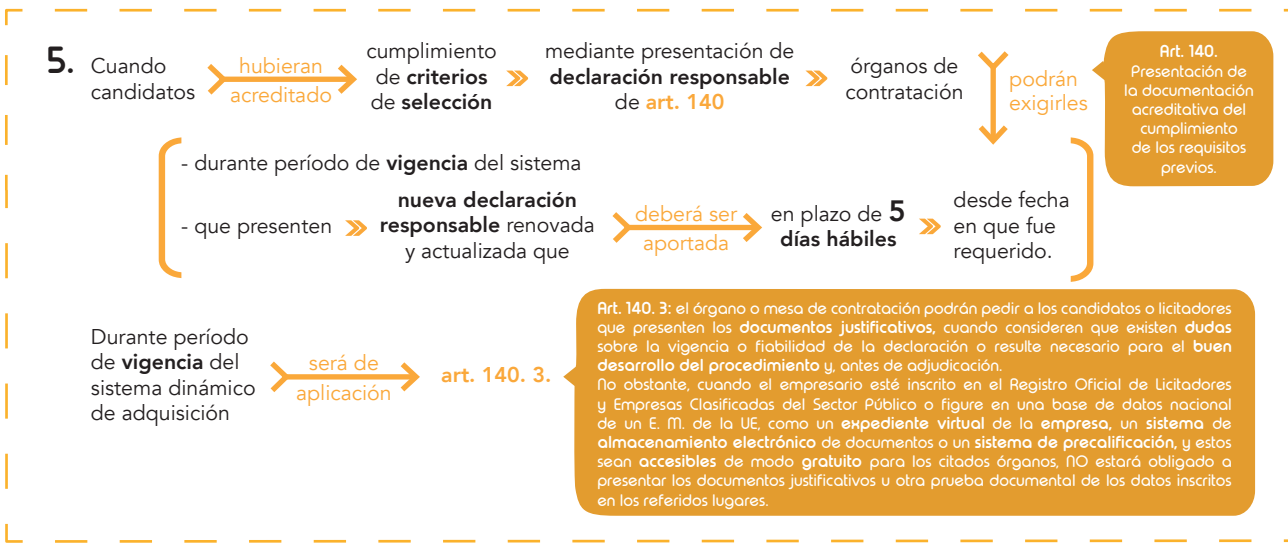 5. Cuando
candidatos
hubieran
acreditado
cumplimiento
de criterios
de selección
mediante presentación de
declaración responsable
de art. 140
órganos de
contratación
podrán
exigirles
Art. 140.
Presentación de
la documentación
acreditativa del
cumplimiento
de los requisitos
previos.
- durante período de vigencia del sistema
- que presenten
nueva declaración
responsable renovada
y actualizada que
deberá ser
aportada
en plazo de 5
días hábiles
desde fecha
en que fue
requerido.
Durante período
de vigencia del
sistema dinámico
de adquisición
será de
aplicación
art. 140. 3.
Art. 140. 3: el órgano o mesa de contratación podrán pedir a los candidatos o licitadores
que presenten los documentos justificativos, cuando consideren que existen dudas
sobre la vigencia o fiabilidad de la declaración o resulte necesario para el buen
desarrollo del procedimiento y, antes de adjudicación.
No obstante, cuando el empresario esté inscrito en el Registro Oficial de Licitadores
y Empresas Clasificadas del Sector Público o figure en una base de datos nacional
de un E. M. de la UE, como un expediente virtual de la empresa, un sistema de
almacenamiento electrónico de documentos o un sistema de precalificación, y estos
sean accesibles de modo gratuito para los citados órganos, NO estará obligado a
presentar los documentos justificativos u otra prueba documental de los datos inscritos
en los referidos lugares.